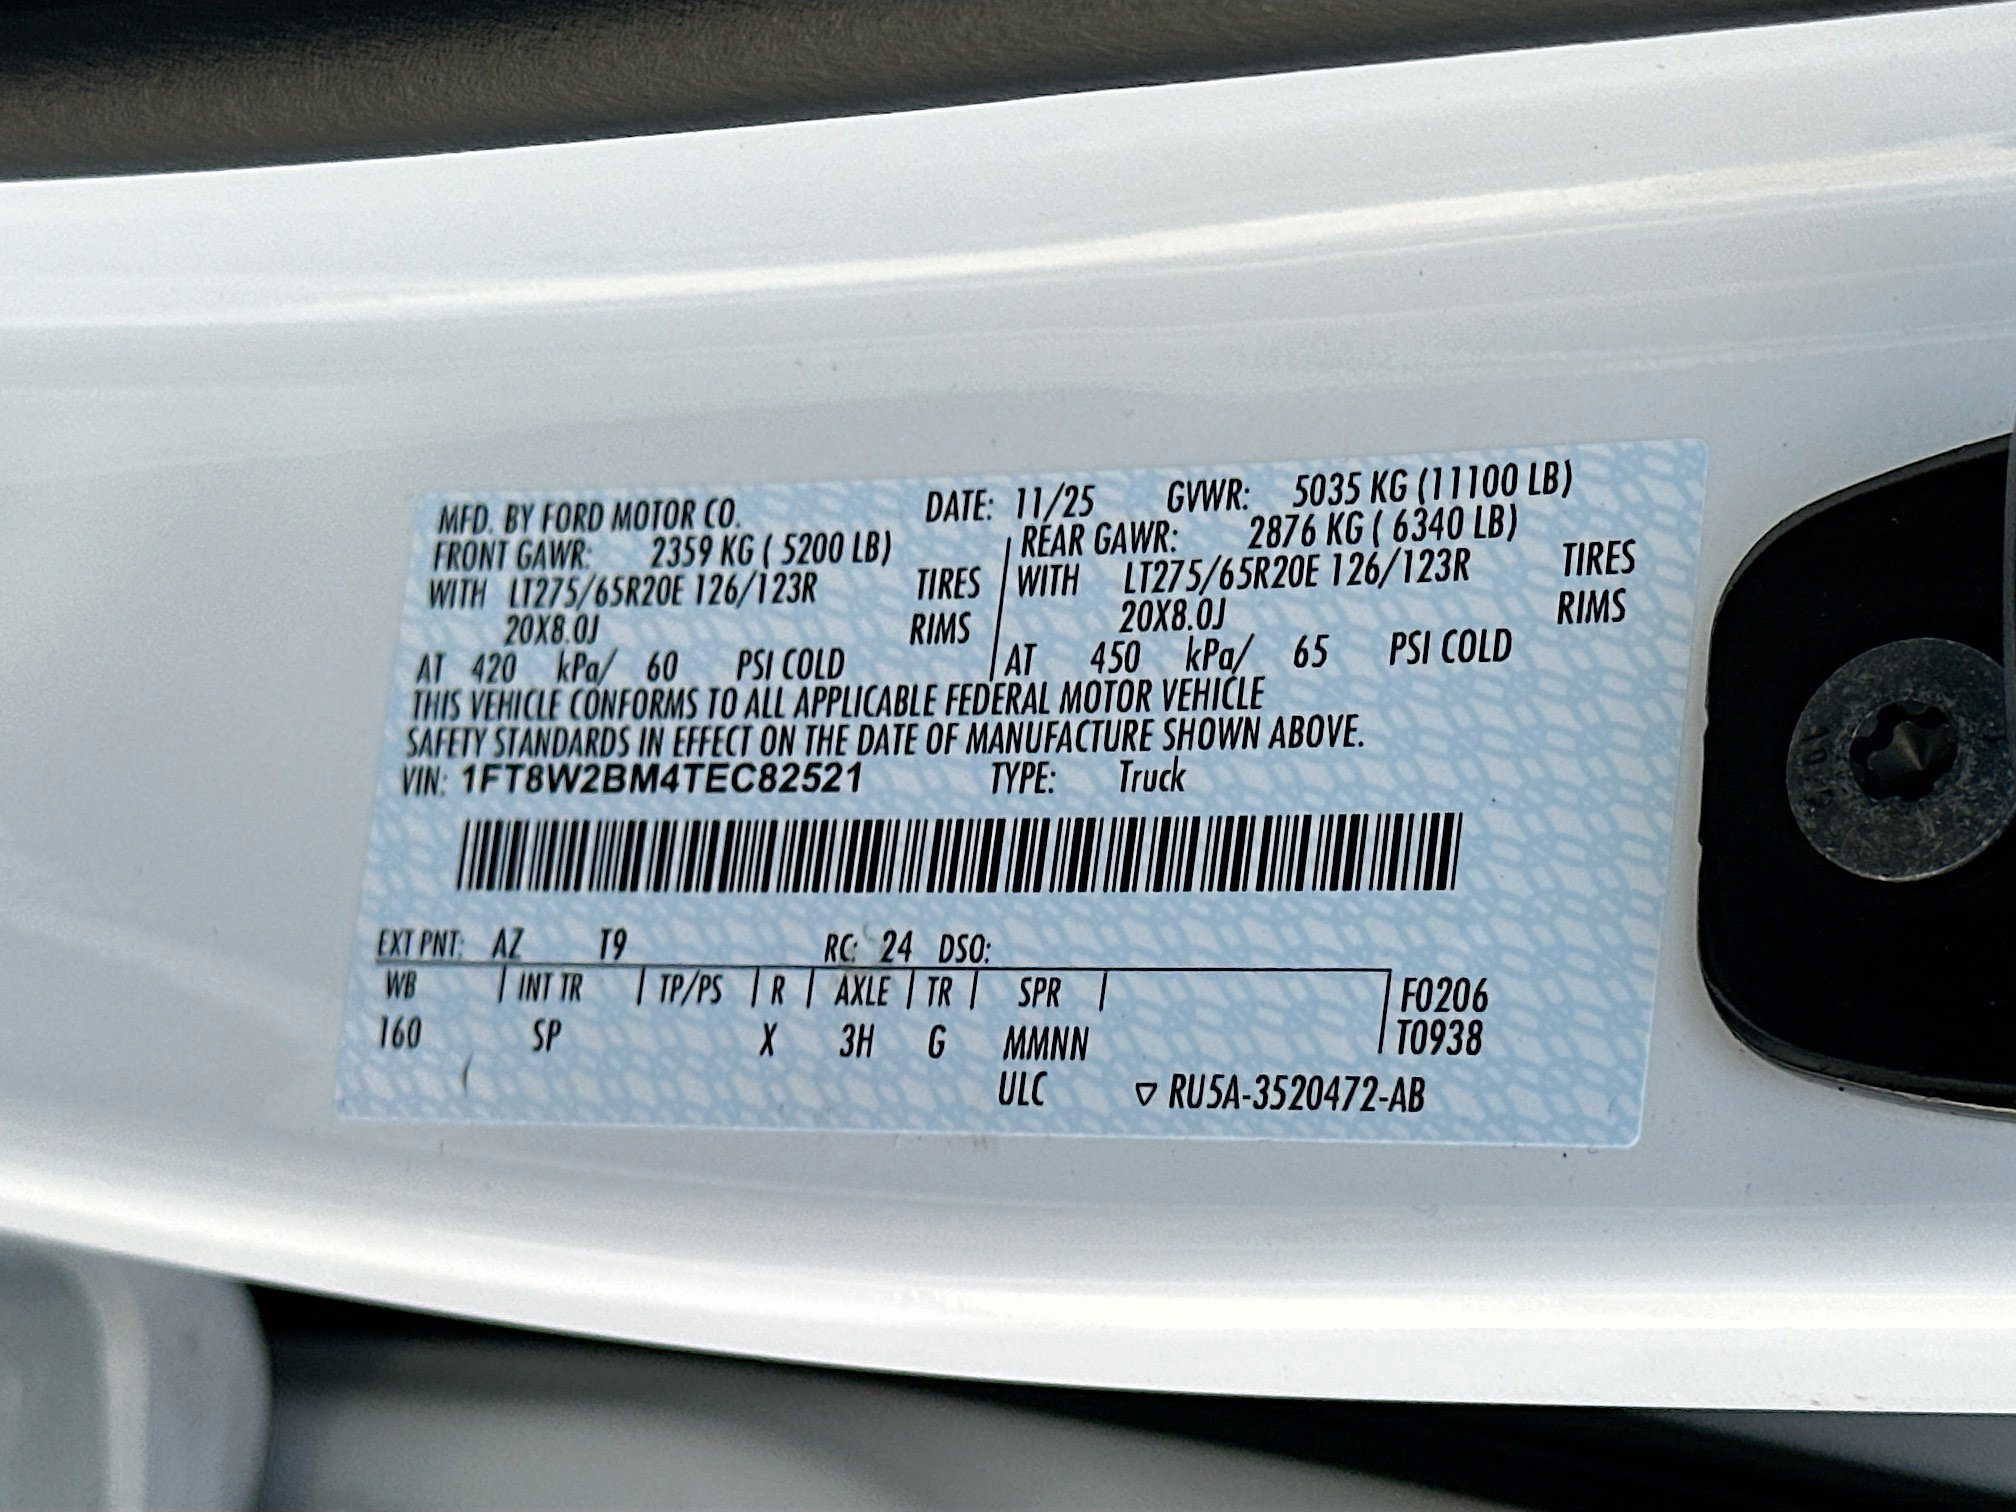 MFD. BY FORD MOTOR CO. DATE: 11/25 GVWR: 5035 KG (11100 LB)
FRONT GAWR: 2359 KG ( 5200 LB) REAR GAWR: 2876 KG ( 6340 LB)
WITH LT275/65R20E 126/123R TIRES WITH LT275/65R20E 126/123R TIRES
20X8.0J RIMS 20X8.0J RIMS
AT 420 kPa/ 60 PSI COLD AT 450 kPa/ 65 PSI COLD
THIS VEHICLE CONFORMS TO ALL APPLICABLE FEDERAL MOTOR VEHICLE
SAFETY STANDARDS IN EFFECT ON THE DATE OF MANUFACTURE SHOWN ABOVE.
VIN: 1FT8W2BM4TEC82521 TYPE: Truck
EXT PNT: AZ T9 RC: 24 DSO:
WB INT TR TP/PS R AXLE TR SPR F0206
160 SP X 3H G MMNN T0938
ULC ▽ RU5A-3520472-AB